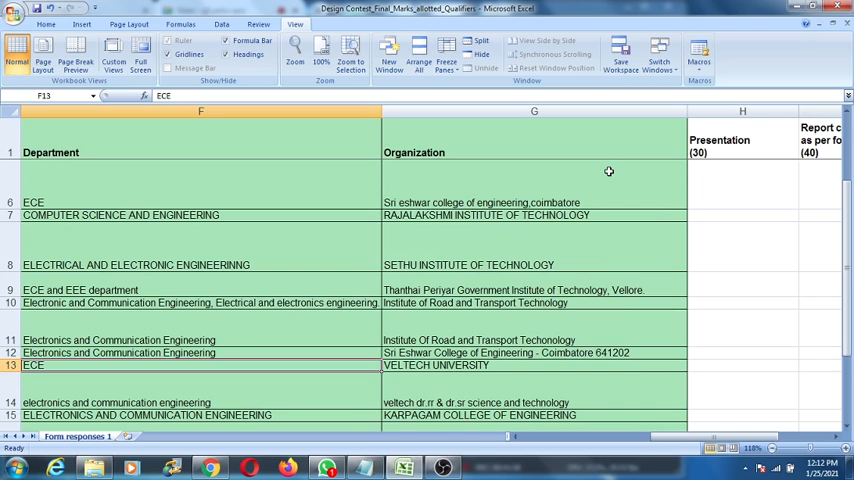 Design Contest_Final_Marks_allotted_Qualifiers - Microsoft Excel
Home Insert Page Layout Formulas Data Review View
Normal Page Layout Page Break Preview Custom Views Full Screen
Workbook Views
Ruler Formula Bar
Gridlines Headings
Message Bar
Show/Hide
Zoom 100% Zoom to Selection
Zoom
New Window Arrange All Freeze Panes
Split
Hide
Unhide
View Side by Side
Synchronous Scrolling
Reset Window Position
Save Workspace Switch Windows
Window
Macros
Macros
F13 fx ECE
F G H
1 Department Organization Presentation (30) Report c as per fo (40)
6 ECE Sri eshwar college of engineering,coimbatore
7 COMPUTER SCIENCE AND ENGINEERING RAJALAKSHMI INSTITUTE OF TECHNOLOGY
8 ELECTRICAL AND ELECTRONIC ENGINEERINNG SETHU INSTITUTE OF TECHNOLOGY
9 ECE and EEE department Thanthai Periyar Government Institute of Technology, Vellore.
10 Electronic and Communication Engineering, Electrical and electronics engineering. Institute of Road and Transport Technology
11 Electronics and Communication Engineering Institute Of Road and Transport Techonology
12 Electronics and Communication Engineering Sri Eshwar College of Engineering - Coimbatore 641202
13 ECE VELTECH UNIVERSITY
14 electronics and communication engineering veltech dr.rr & dr.sr science and technology
15 ELECTRONICS AND COMMUNICATION ENGINEERING KARPAGAM COLLEGE OF ENGINEERING
Form responses 1
Ready 118%
12:12 PM
1/25/2021